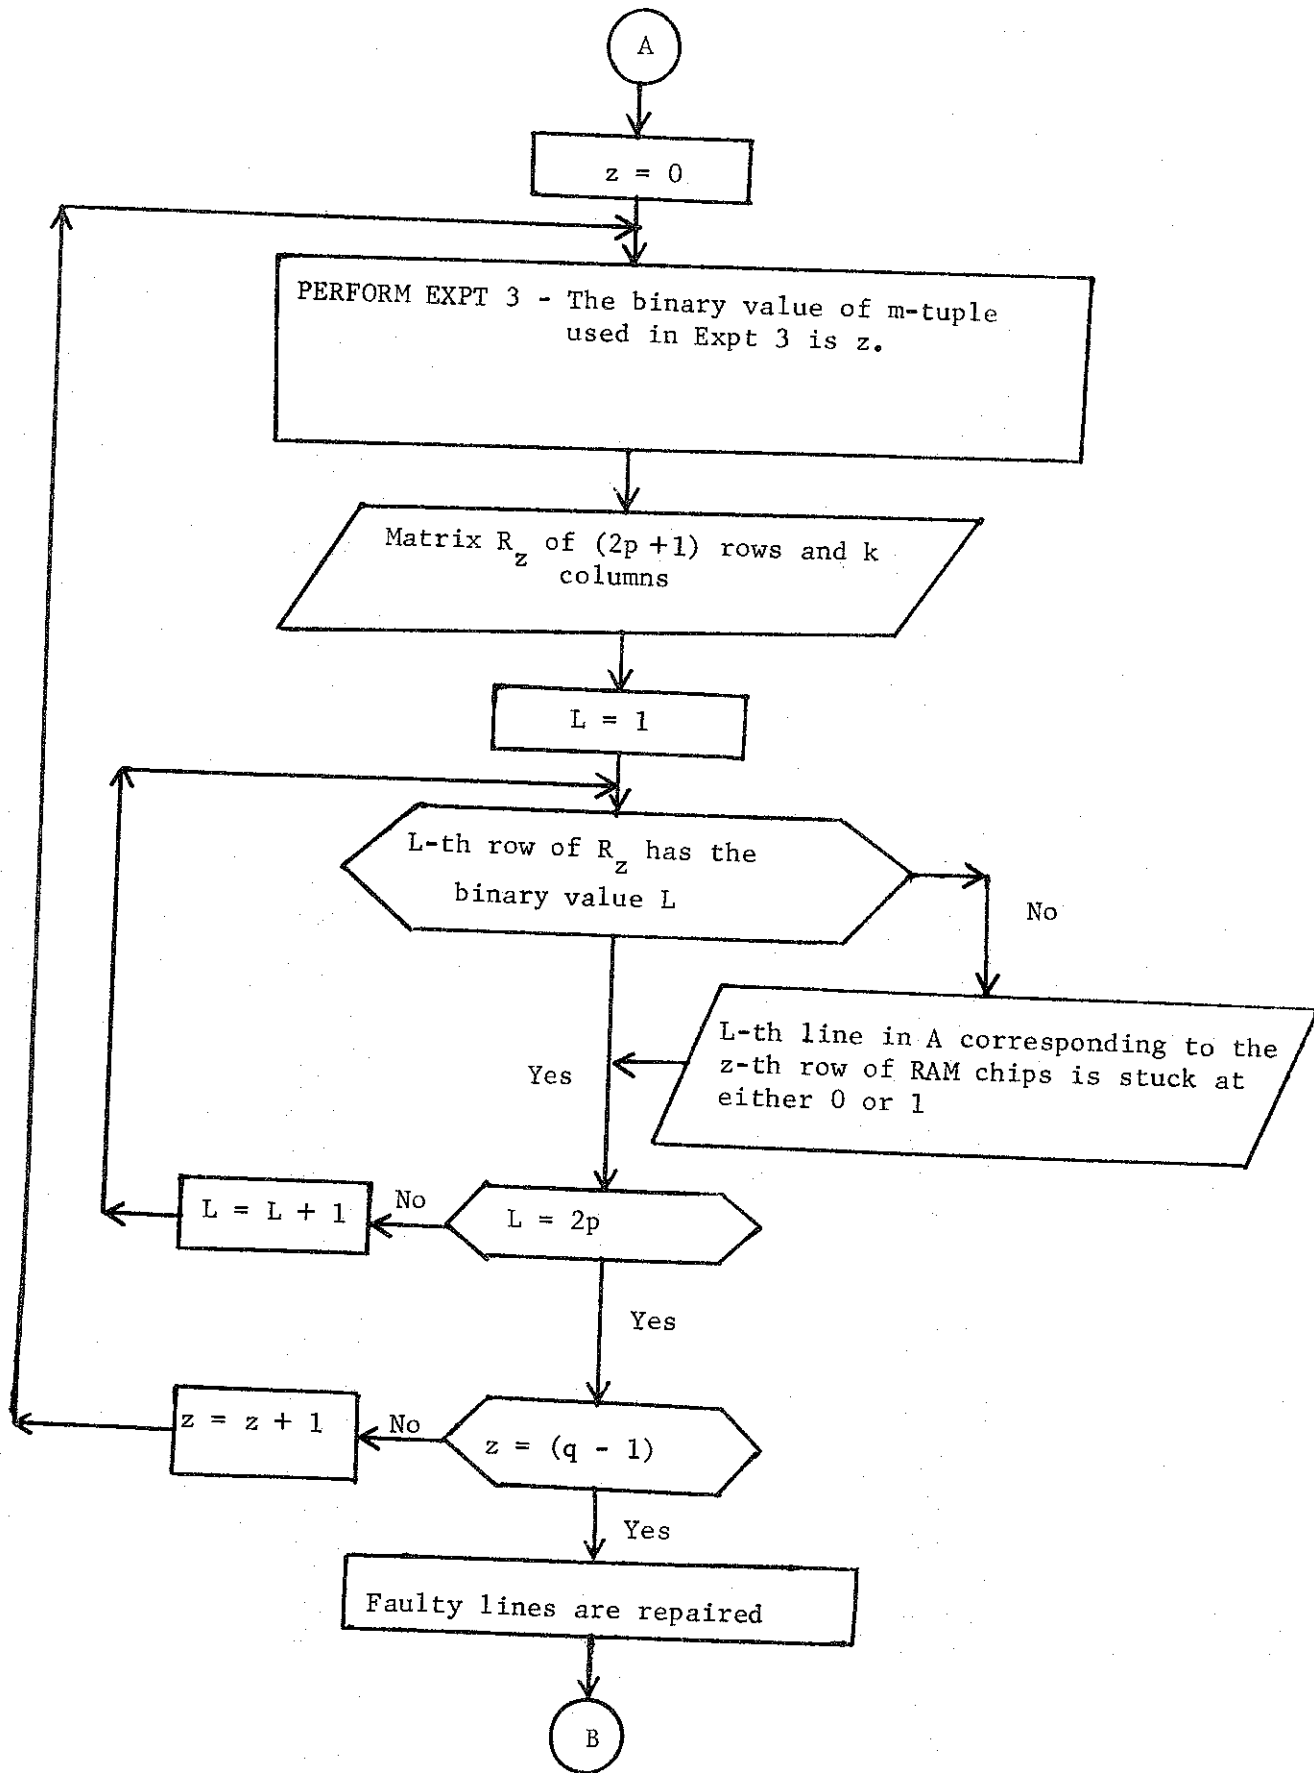 A
z = 0
PERFORM EXPT 3 - The binary value of m-tuple
used in Expt 3 is z.
Matrix R_z of (2p +1) rows and k
columns
L = 1
L-th row of R_z has the
binary value L
No
L-th line in A corresponding to the
z-th row of RAM chips is stuck at
either 0 or 1
Yes
L = L + 1
No
L = 2p
Yes
z = z + 1
No
z = (q - 1)
Yes
Faulty lines are repaired
B